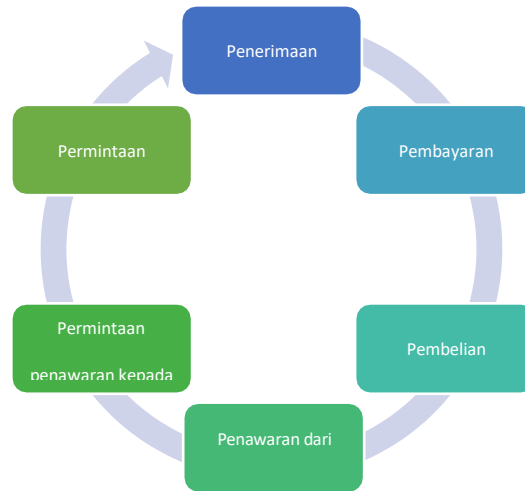 Penerimaan
Pembayaran
Pembelian
Penawaran dari
Permintaan
penawaran kepada
Permintaan